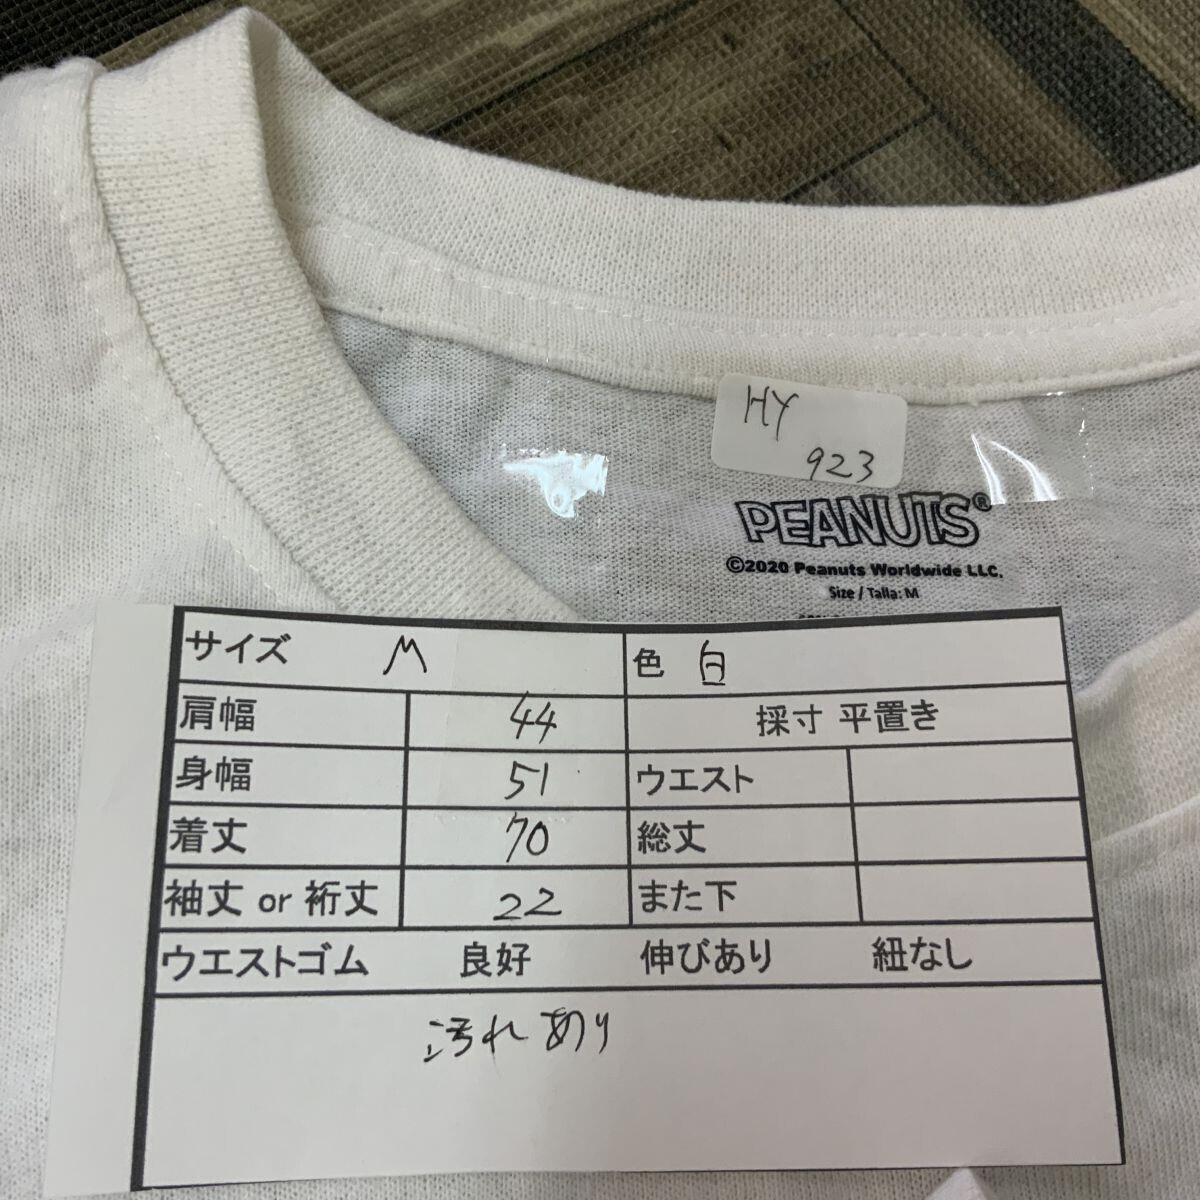 HY
923
PEANUTS®
©2020 Peanuts Worldwide LLC.
Size / Talla: M
サイズ M 色 白
肩幅 44 採寸 平置き
身幅 51 ウエスト
着丈 70 総丈
袖丈 or 裄丈 22 また下
ウエストゴム 良好 伸びあり 紐なし
汚れあり